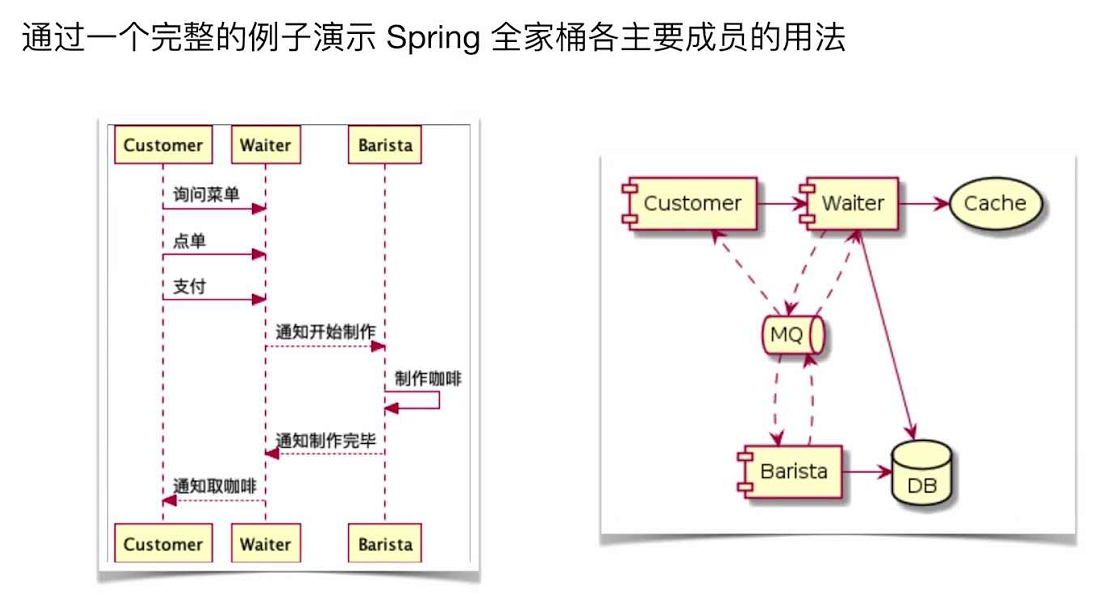 通过一个完整的例子演示 Spring 全家桶各主要成员的用法
Customer Waiter Barista
询问菜单
点单
支付
通知开始制作
制作咖啡
通知制作完毕
通知取咖啡
Customer Waiter Barista
Customer Waiter Cache
MQ
Barista DB